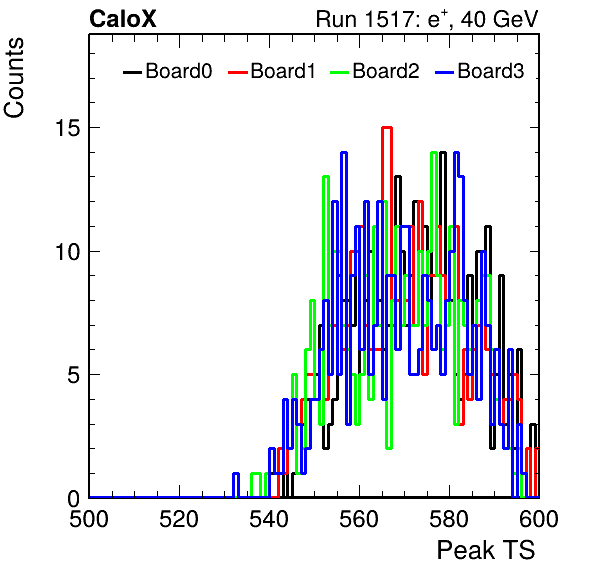 CaloX Run 1517: e+, 40 GeV
Counts
Board0 Board1 Board2 Board3
15
10
5
0
500 520 540 560 580 600
Peak TS